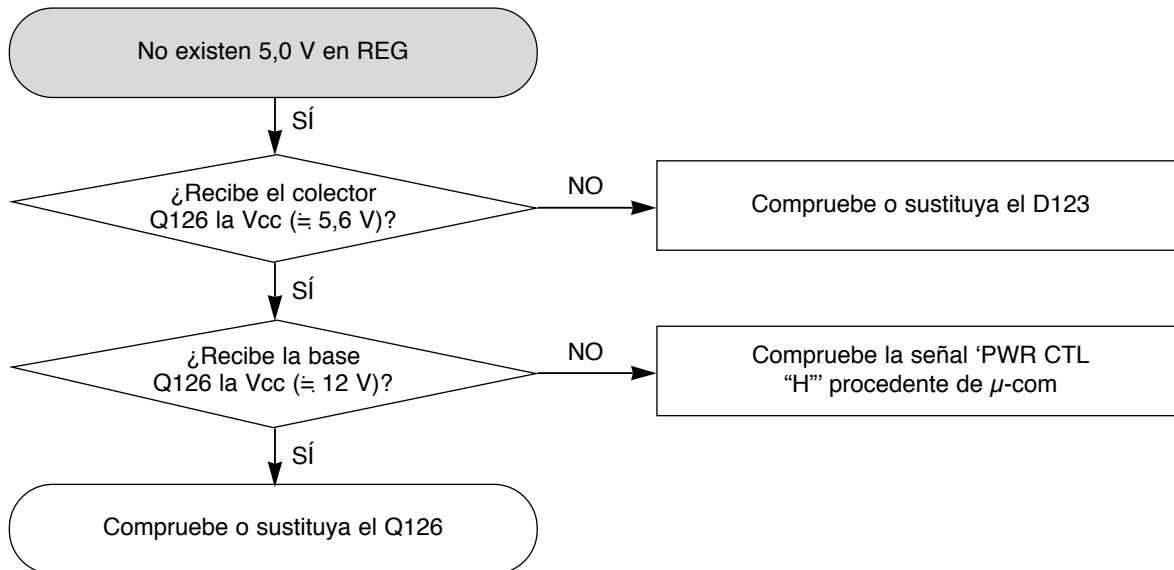 No existen 5,0 V en REG
SÍ
¿Recibe el colector
Q126 la Vcc (≒ 5,6 V)?
NO
Compruebe o sustituya el D123
SÍ
¿Recibe la base
Q126 la Vcc (≒ 12 V)?
NO
Compruebe la señal ‘PWR CTL
“H”’ procedente de µ-com
SÍ
Compruebe o sustituya el Q126